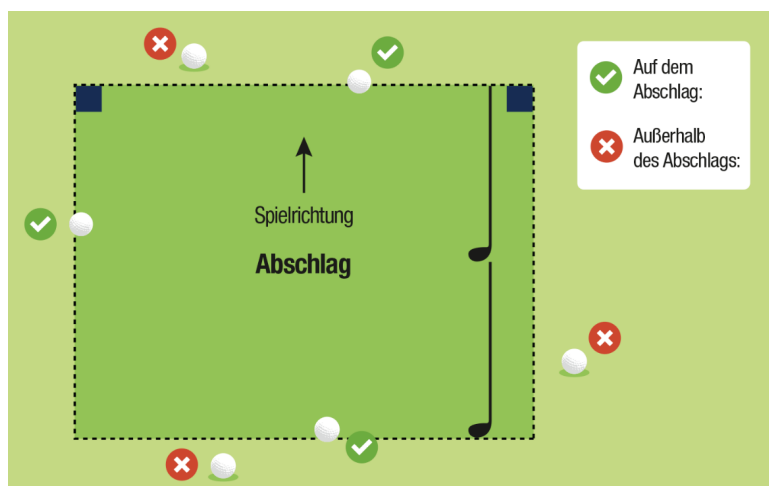 Auf dem
Abschlag:
Außerhalb
des Abschlags:
Spielrichtung
Abschlag